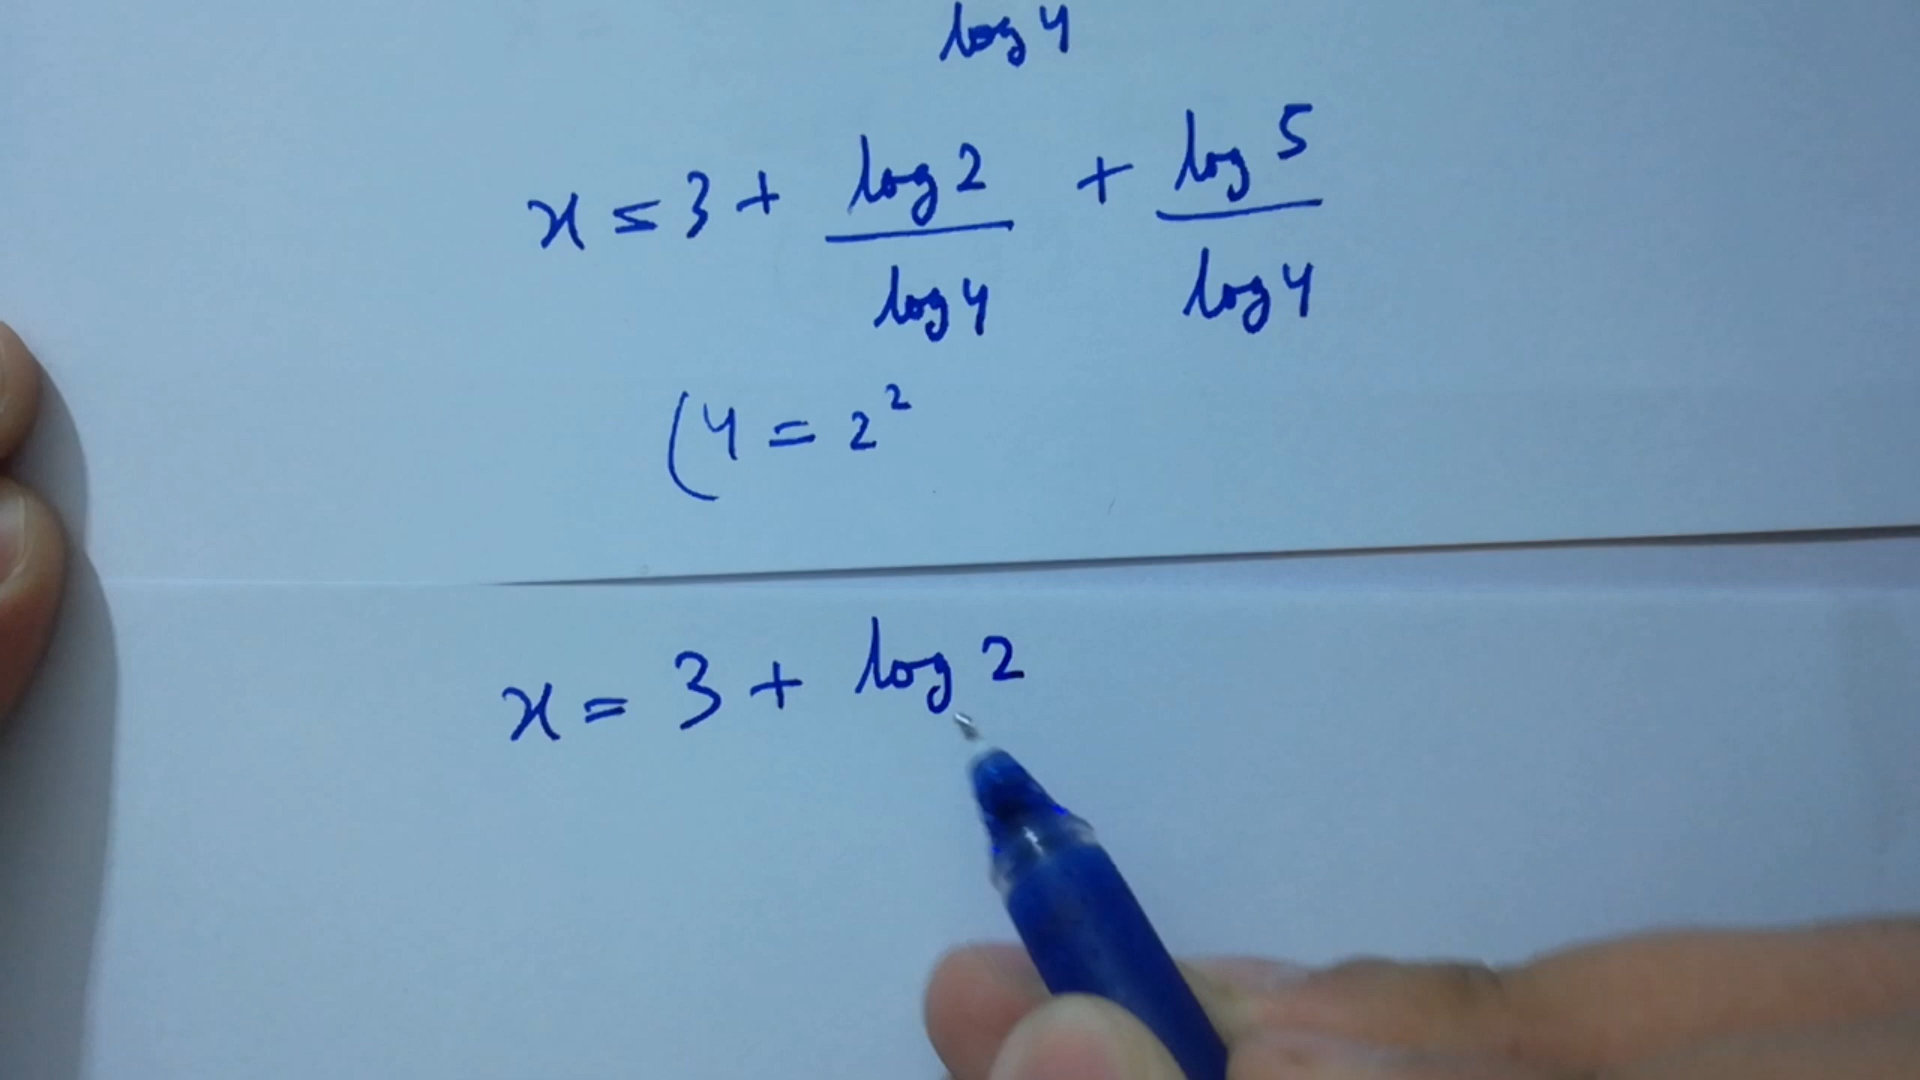 log 4
x = 3 + log 2 / log 4 + log 5 / log 4
(4 = 2²
x = 3 + log 2